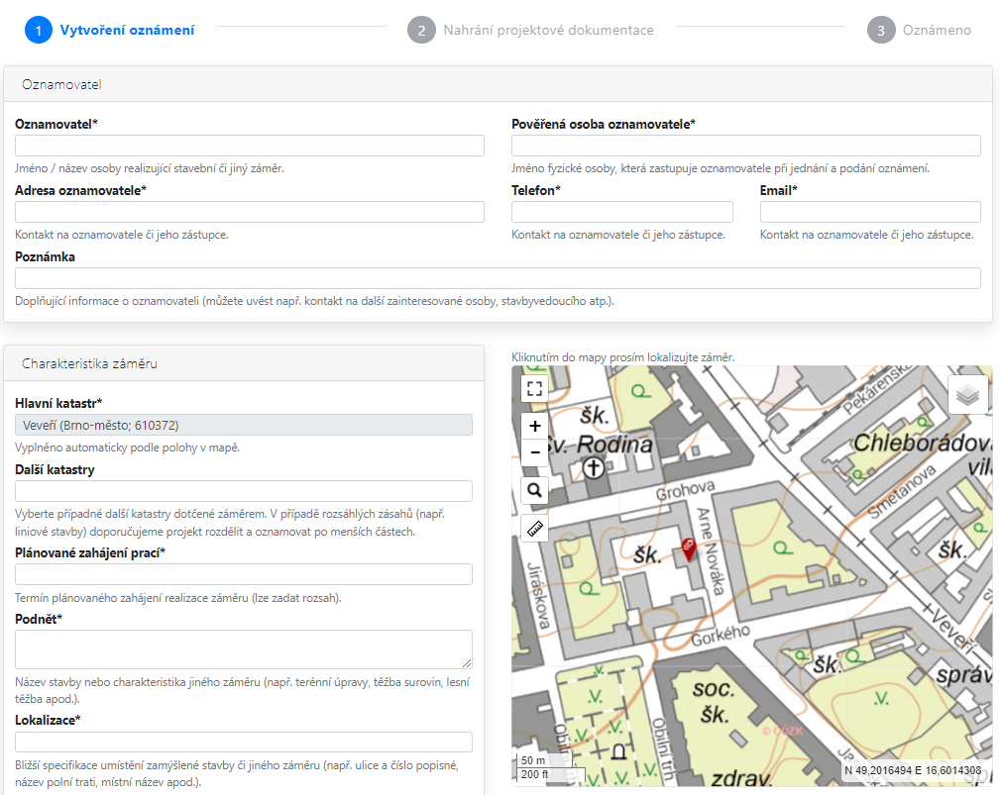 1 Vytvoření oznámení
2 Nahrání projektové dokumentace
3 Oznámeno
Oznamovatel
Oznamovatel*
Pověřená osoba oznamovatele*
Jméno / název osoby realizující stavební či jiný záměr.
Jméno fyzické osoby, která zastupuje oznamovatele při jednání a podání oznámení.
Adresa oznamovatele*
Telefon*
Email*
Kontakt na oznamovatele či jeho zástupce.
Kontakt na oznamovatele či jeho zástupce.
Kontakt na oznamovatele či jeho zástupce.
Poznámka
Doplňující informace o oznamovateli (můžete uvést např. kontakt na další zainteresované osoby, stavbyvedoucího atp.).
Charakteristika záměru
Hlavní katastr*
Veveří (Brno-město; 610372)
Vyplněno automaticky podle polohy v mapě.
Další katastry
Vyberte případné další katastry dotčené záměrem. V případě rozsáhlých zásahů (např.
liniové stavby) doporučujeme projekt rozdělit a oznamovat po menších částech.
Plánované zahájení prací*
Termín plánovaného zahájení realizace záměru (lze zadat rozsah).
Podnět*
Název stavby nebo charakteristika jiného záměru (např. terénní úpravy, těžba surovin, lesní
těžba apod.).
Lokalizace*
Bližší specifikace umístění zamýšlené stavby či jiného záměru (např. ulice a číslo popisné,
název polní trati, místní název apod.).
Kliknutím do mapy prosím lokalizujte záměr.
+
−
šk.
Sv. Rodina
Pekárenská
Chleborádova
vila
Grohova
Smetanova
Arne Nováka
šk.
šk.
Jiráskova
Gorkého
Veveří
šk.
správ
soc.
šk.
© ČÚZK
Obilní trh
zdrav.
50 m
200 ft
N 49,2016494 E 16,6014308